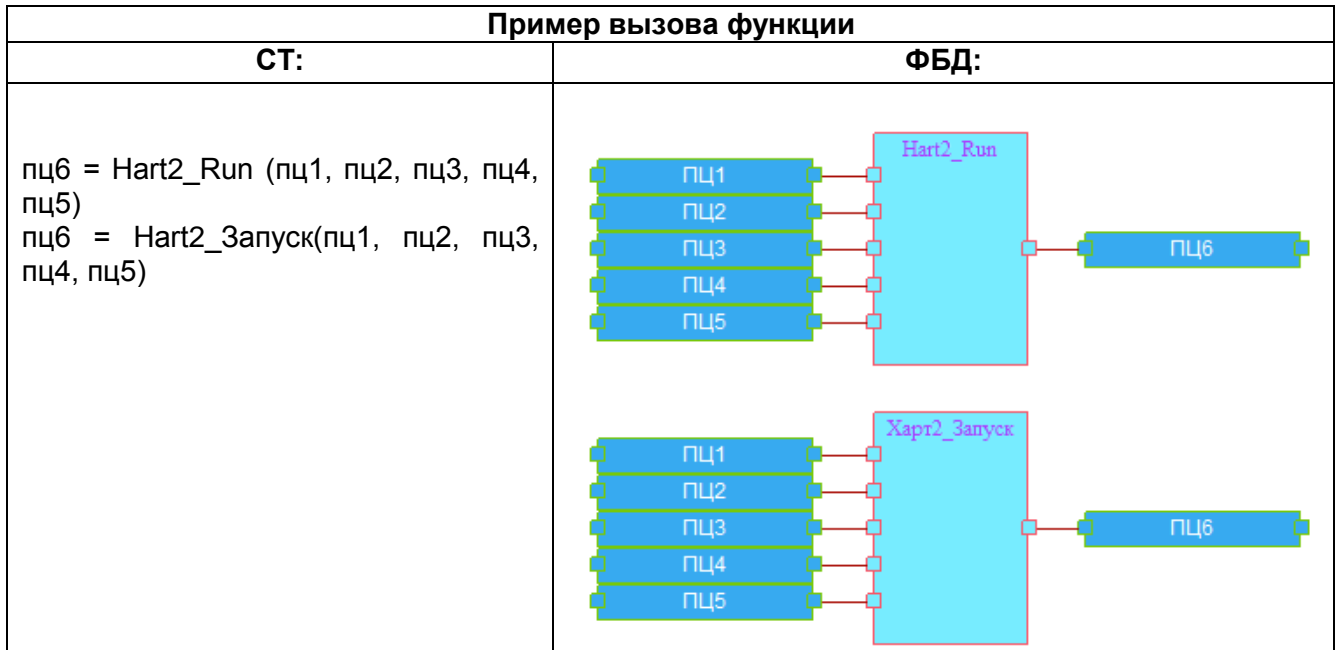 Пример вызова функции
СТ:
ФБД:
пц6 = Hart2_Run (пц1, пц2, пц3, пц4,
пц5)
пц6 = Hart2_Запуск(пц1, пц2, пц3,
пц4, пц5)
Hart2_Run
ПЦ1
ПЦ2
ПЦ3
ПЦ4
ПЦ5
ПЦ6
Харт2_Запуск
ПЦ1
ПЦ2
ПЦ3
ПЦ4
ПЦ5
ПЦ6